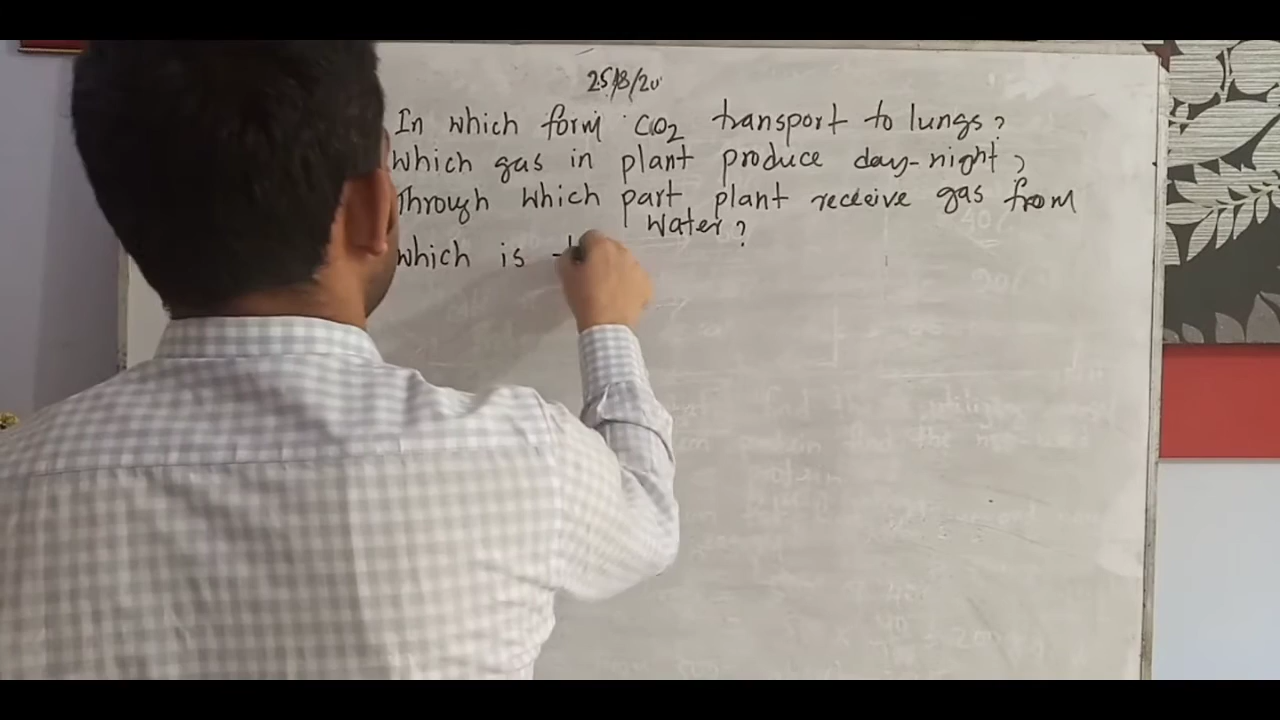 25/8/20
In which form CO2 transport to lungs?
Which gas in plant produce day-night,
Through which part plant receive gas from
water?
which is